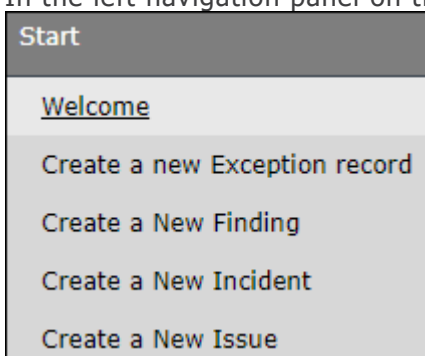 In the left navigation panel on t
Start
Welcome
Create a new Exception record
Create a New Finding
Create a New Incident
Create a New Issue